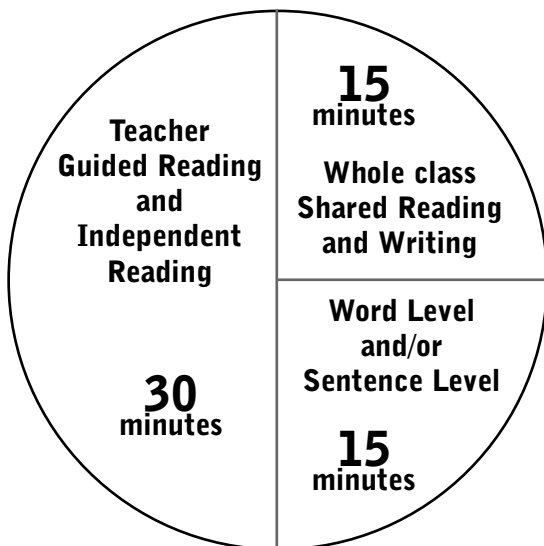 Teacher
Guided Reading
and
Independent
Reading
30
minutes
15
minutes
Whole class
Shared Reading
and Writing
Word Level
and/or
Sentence Level
15
minutes